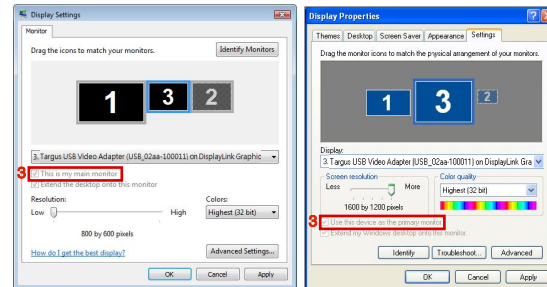 Display Settings
Monitor
Drag the icons to match your monitors.
Identify Monitors
1
3
2
3. Targus USB Video Adapter (USB_02aa-100011) on DisplayLink Graphic
3
This is my main monitor
Extend the desktop onto this monitor
Resolution:
Low
High
800 by 600 pixels
Colors:
Highest (32 bit)
How do I get the best display?
Advanced Settings...
OK
Cancel
Apply
Display Properties
Themes
Desktop
Screen Saver
Appearance
Settings
Drag the monitor icons to match the physical arrangement of your monitors.
1
3
2
Display:
3. Targus USB Video Adapter (USB_02aa-100011) on DisplayLink Gra
Screen resolution
Less
More
1600 by 1200 pixels
Color quality
Highest (32 bit)
3
Use this device as the primary monitor.
Extend my Windows desktop onto this monitor.
Identify
Troubleshoot...
Advanced
OK
Cancel
Apply